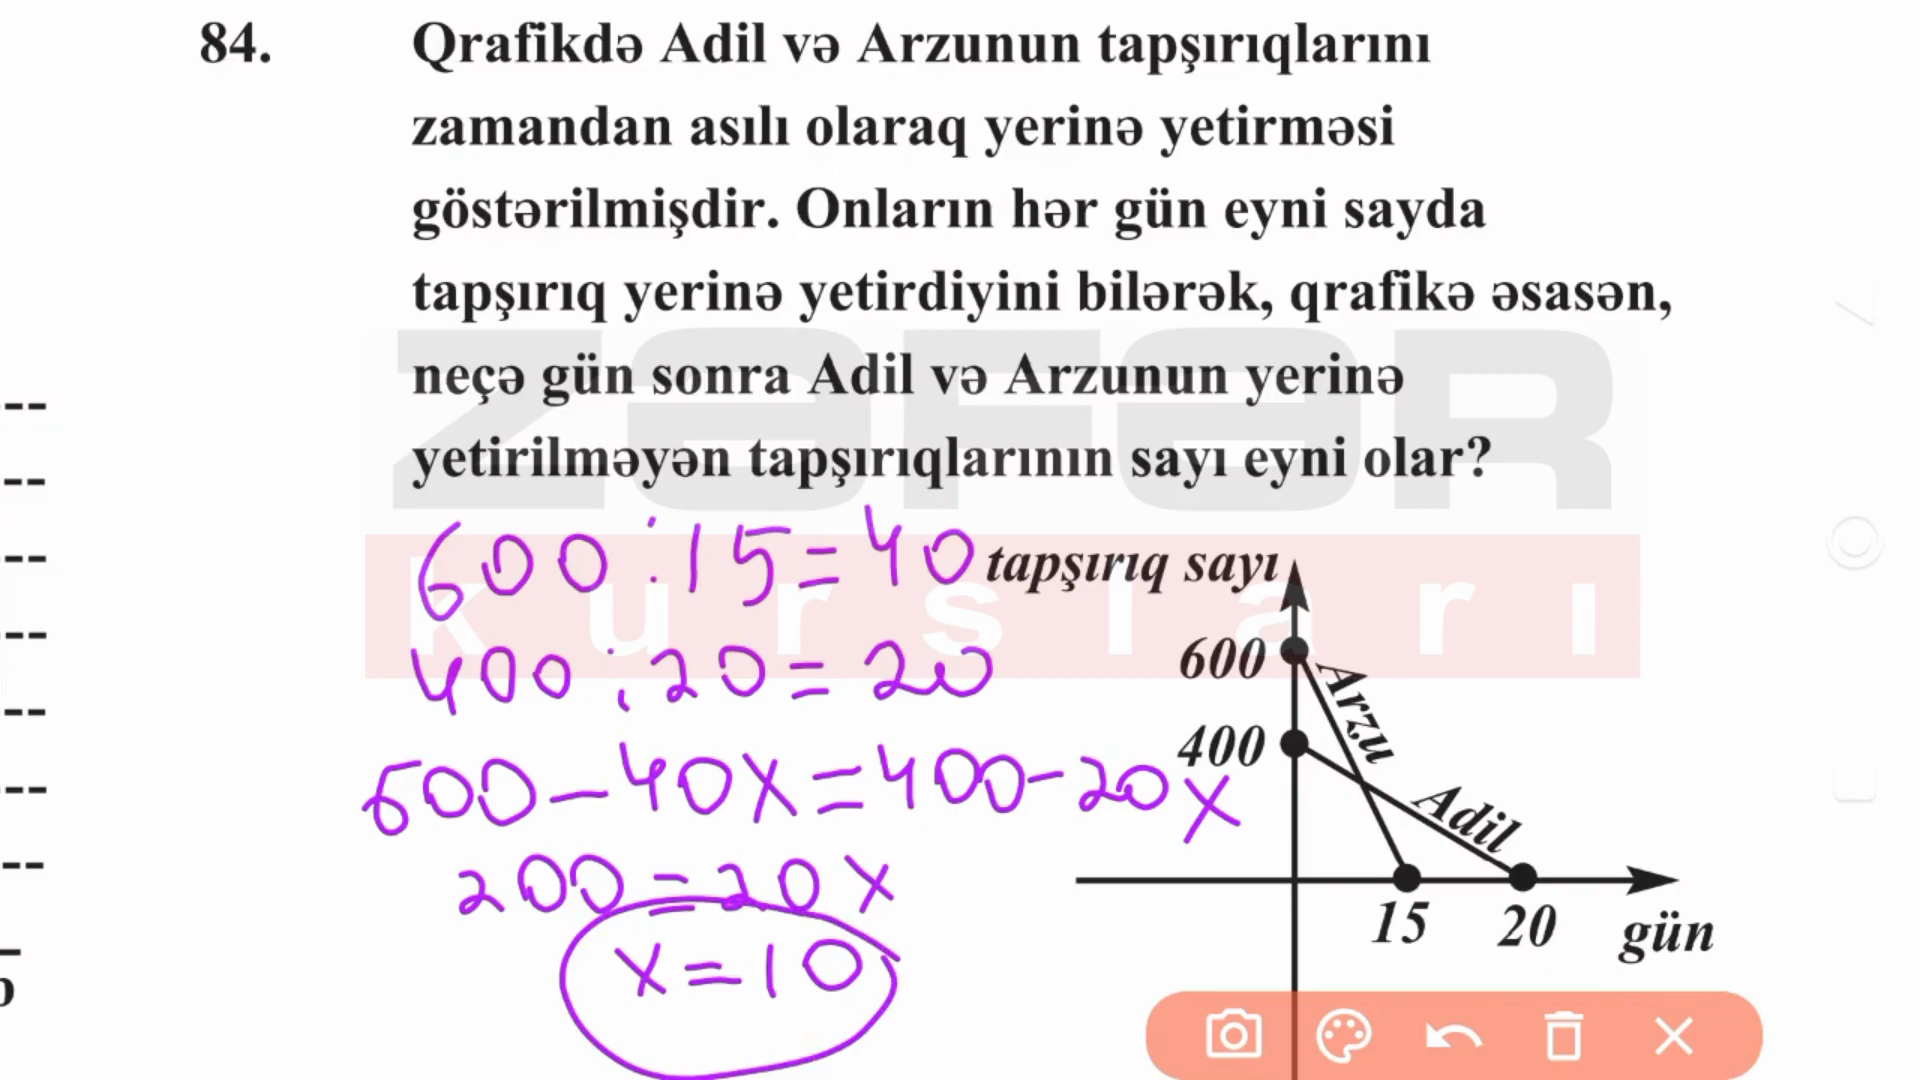 84. Qrafikdə Adil və Arzunun tapşırıqlarını
zamandan asılı olaraq yerinə yetirməsi
göstərilmişdir. Onların hər gün eyni sayda
tapşırıq yerinə yetirdiyini bilərək, qrafikə əsasən,
neçə gün sonra Adil və Arzunun yerinə
yetirilməyən tapşırıqlarının sayı eyni olar?
ZəFəR
kursları
600:15=40
400:20=20
600-40x=400-20x
200=20x
x=10
tapşırıq sayı
600
Arzu
400
Adil
15
20
gün